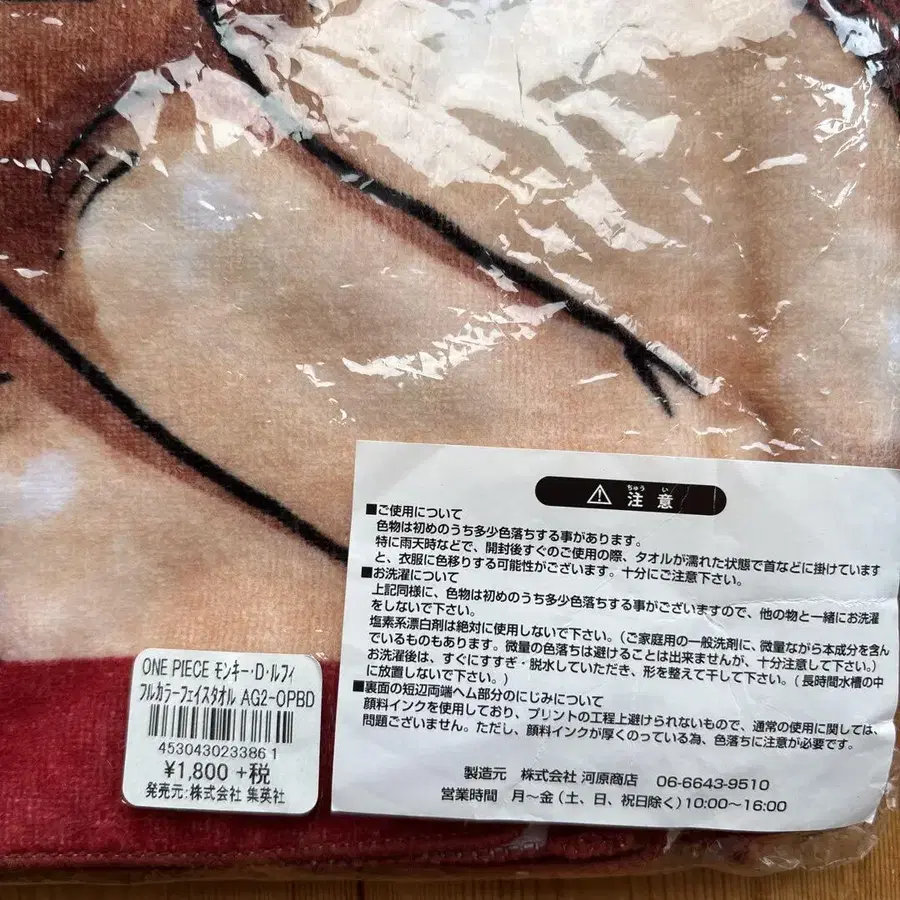 ⚠ 注意
ちゅう い
■ご使用について
色物は初めのうち多少色落ちする事があります。
特に雨天時などで、開封後すぐのご使用の際、タオルが濡れた状態で首などに掛けています
と、衣服に色移りする可能性がございます。十分にご注意下さい。
■お洗濯について
上記同様に、色物は初めのうち多少色落ちする事がございますので、他の物と一緒にお洗濯
をしないで下さい。
塩素系漂白剤は絶対に使用しないで下さい。(ご家庭用の一般洗剤に、微量ながら本成分を含ん
でいるものもあります。微量の色落ちは避けることは出来ませんが、十分注意して下さい。)
お洗濯後は、すぐにすすぎ・脱水していただき、形を整えて干して下さい。(長時間水槽の中
に放置しないで下さい。)
■裏面の短辺両端ヘム部分のにじみについて
顔料インクを使用しており、プリントの工程上避けられないもので、通常の使用に関しては、
問題ございません。ただし、顔料インクが厚くのっている為、色落ちに注意が必要です。
製造元 株式会社 河原商店 06-6643-9510
営業時間 月〜金(土、日、祝日除く)10:00〜16:00
ONE PIECE モンキー・D・ルフィ
フルカラーフェイスタオル AG2-OPBD
4530430233861
¥1,800 +税
発売元:株式会社 集英社